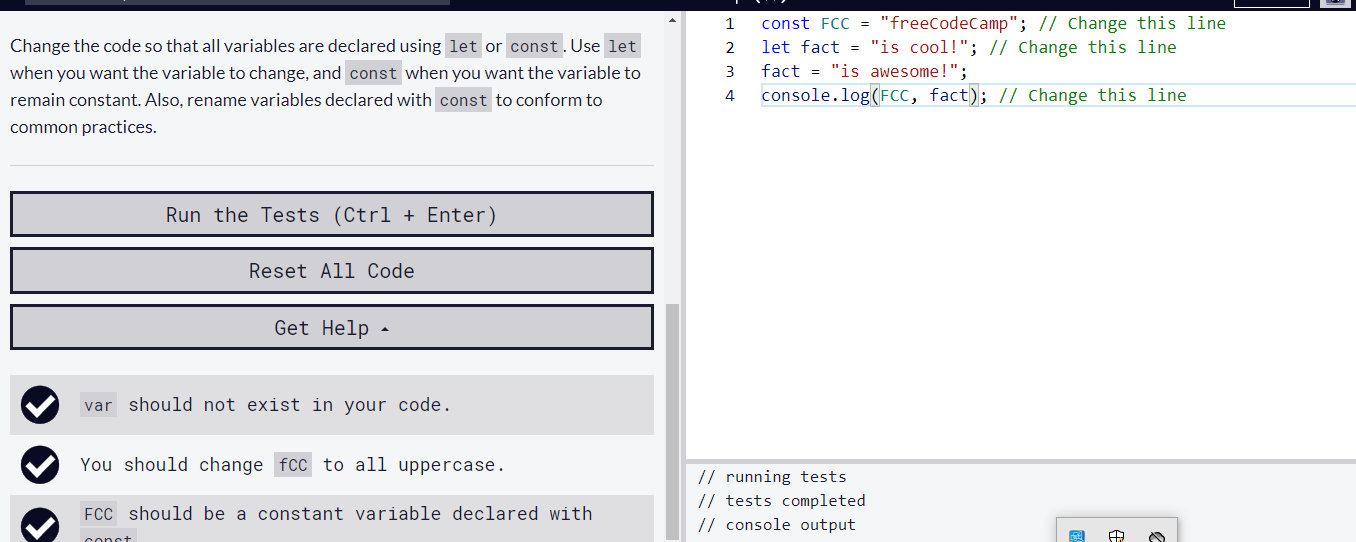 Change the code so that all variables are declared using let or const. Use let
when you want the variable to change, and const when you want the variable to
remain constant. Also, rename variables declared with const to conform to
common practices.
Run the Tests (Ctrl + Enter)
Reset All Code
Get Help
var should not exist in your code.
You should change fCC to all uppercase.
FCC should be a constant variable declared with
const
1 const FCC = "freeCodeCamp"; // Change this line
2 let fact = "is cool!"; // Change this line
3 fact = "is awesome!";
4 console.log(FCC, fact); // Change this line
// running tests
// tests completed
// console output